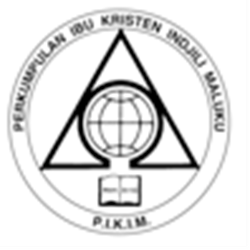 PERKUMPULAN IBU KRISTEN INDJILI MALUKU
P.I.K.I.M.